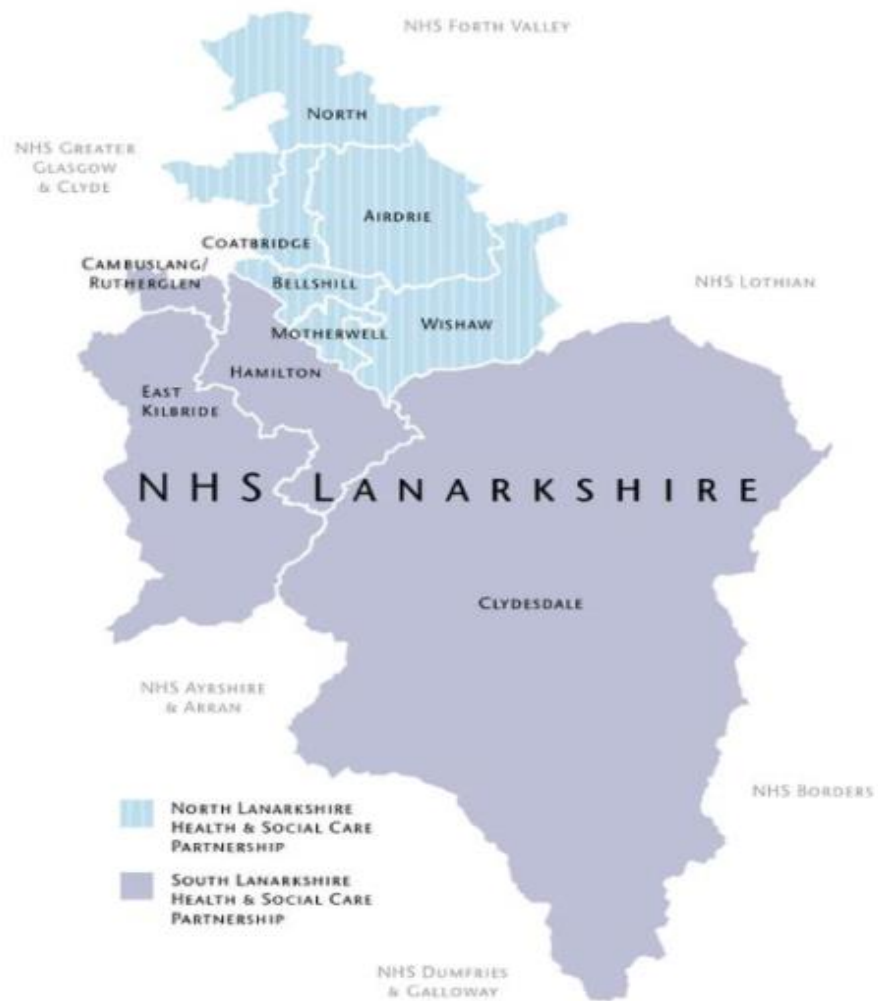 NHS Forth Valley
North
NHS Greater
Glasgow
& Clyde
Airdrie
Coatbridge
Cambuslang/
Rutherglen
Bellshill
NHS Lothian
Motherwell
Wishaw
Hamilton
East
Kilbride
NHS Lanarkshire
Clydesdale
NHS Ayrshire
& Arran
NHS Borders
North Lanarkshire
Health & Social Care
Partnership
South Lanarkshire
Health & Social Care
Partnership
NHS Dumfries
& Galloway